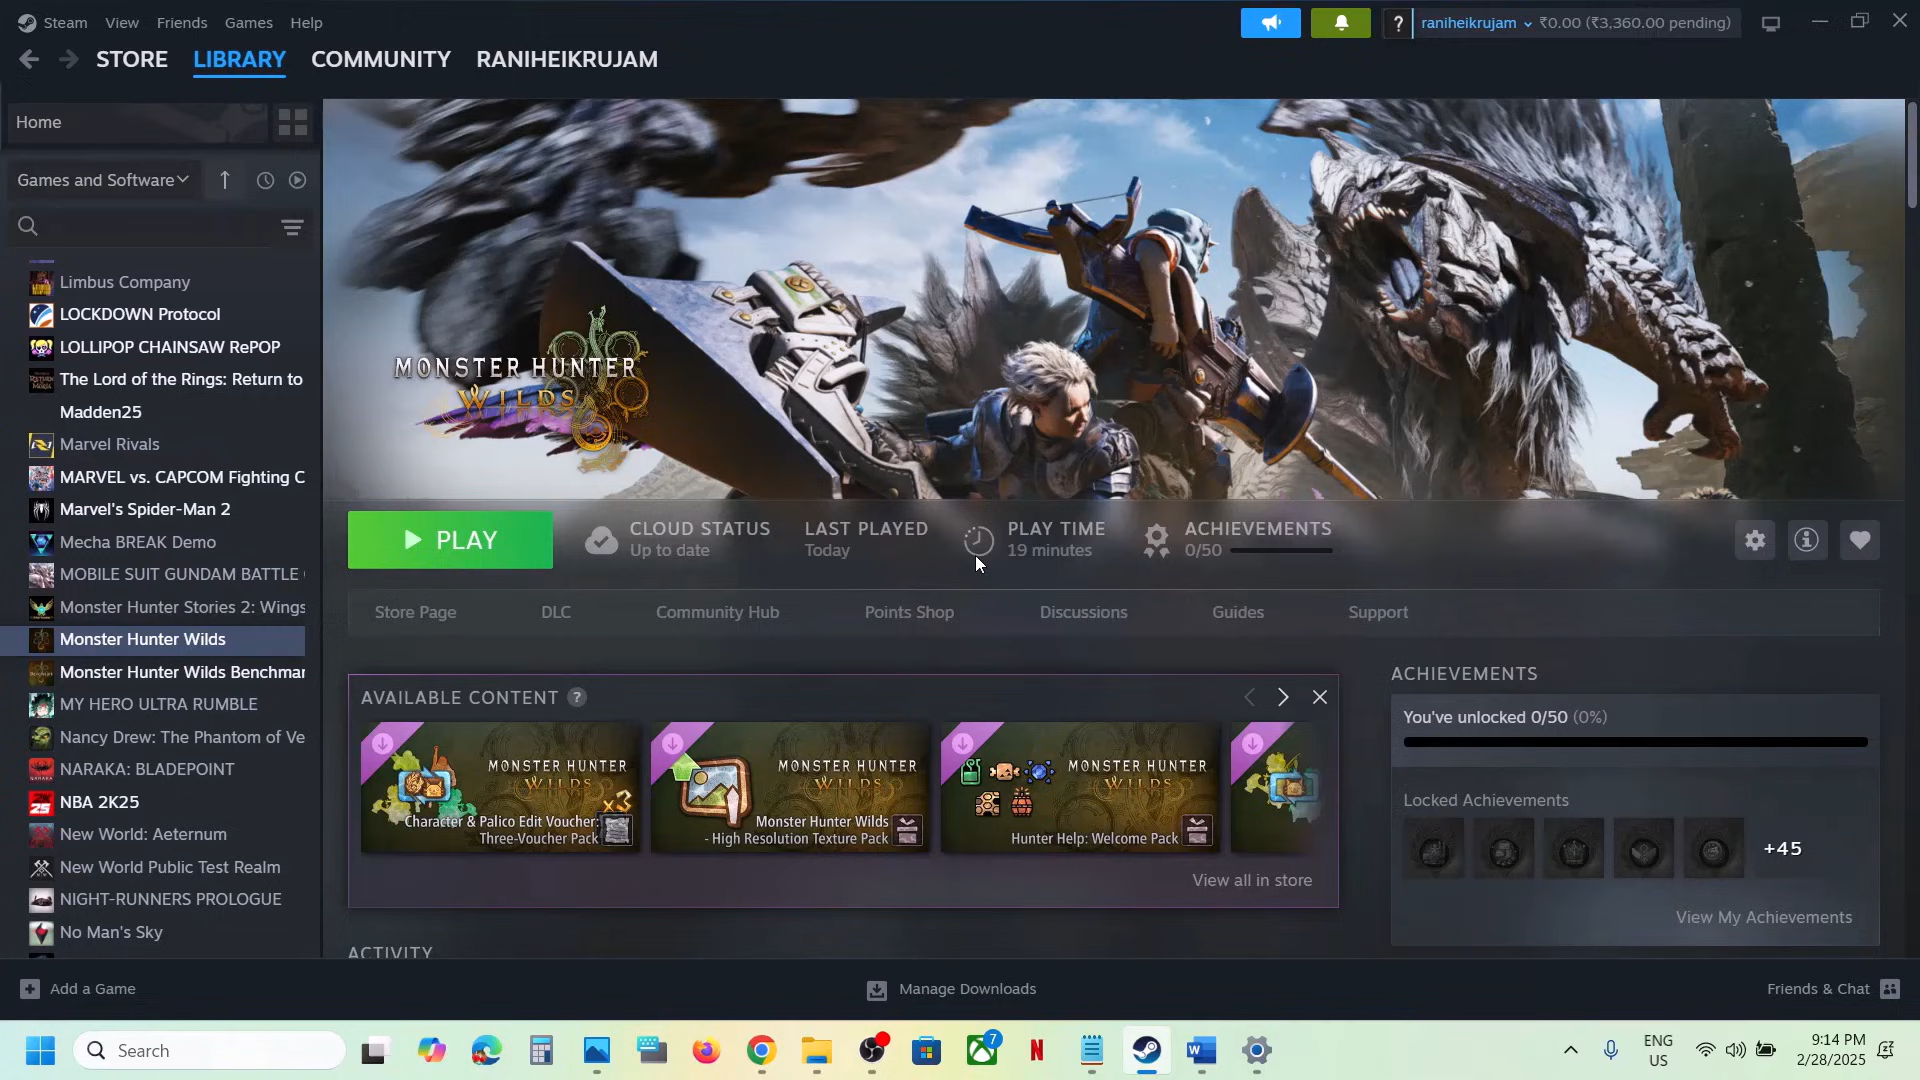 Steam View Friends Games Help
? raniheikrujam ₹0.00 (₹3,360.00 pending)
STORE LIBRARY COMMUNITY RANIHEIKRUJAM
Home
Games and Software
Limbus Company
LOCKDOWN Protocol
LOLLIPOP CHAINSAW RePOP
The Lord of the Rings: Return to
Madden25
Marvel Rivals
MARVEL vs. CAPCOM Fighting C
Marvel's Spider-Man 2
Mecha BREAK Demo
MOBILE SUIT GUNDAM BATTLE
Monster Hunter Stories 2: Wings
Monster Hunter Wilds
Monster Hunter Wilds Benchmar
MY HERO ULTRA RUMBLE
Nancy Drew: The Phantom of Ve
NARAKA: BLADEPOINT
NBA 2K25
New World: Aeternum
New World Public Test Realm
NIGHT-RUNNERS PROLOGUE
No Man's Sky
MONSTER HUNTER
WILDS
PLAY
CLOUD STATUS
Up to date
LAST PLAYED
Today
PLAY TIME
19 minutes
ACHIEVEMENTS
0/50
Store Page DLC Community Hub Points Shop Discussions Guides Support
AVAILABLE CONTENT ?
MONSTER HUNTER
WILDS
x3
Character & Palico Edit Voucher:
Three-Voucher Pack
MONSTER HUNTER
WILDS
Monster Hunter Wilds
- High Resolution Texture Pack
MONSTER HUNTER
WILDS
Hunter Help: Welcome Pack
View all in store
ACTIVITY
ACHIEVEMENTS
You've unlocked 0/50 (0%)
Locked Achievements
+45
View My Achievements
Add a Game
Manage Downloads
Friends & Chat
Search
7
ENG
US
9:14 PM
2/28/2025